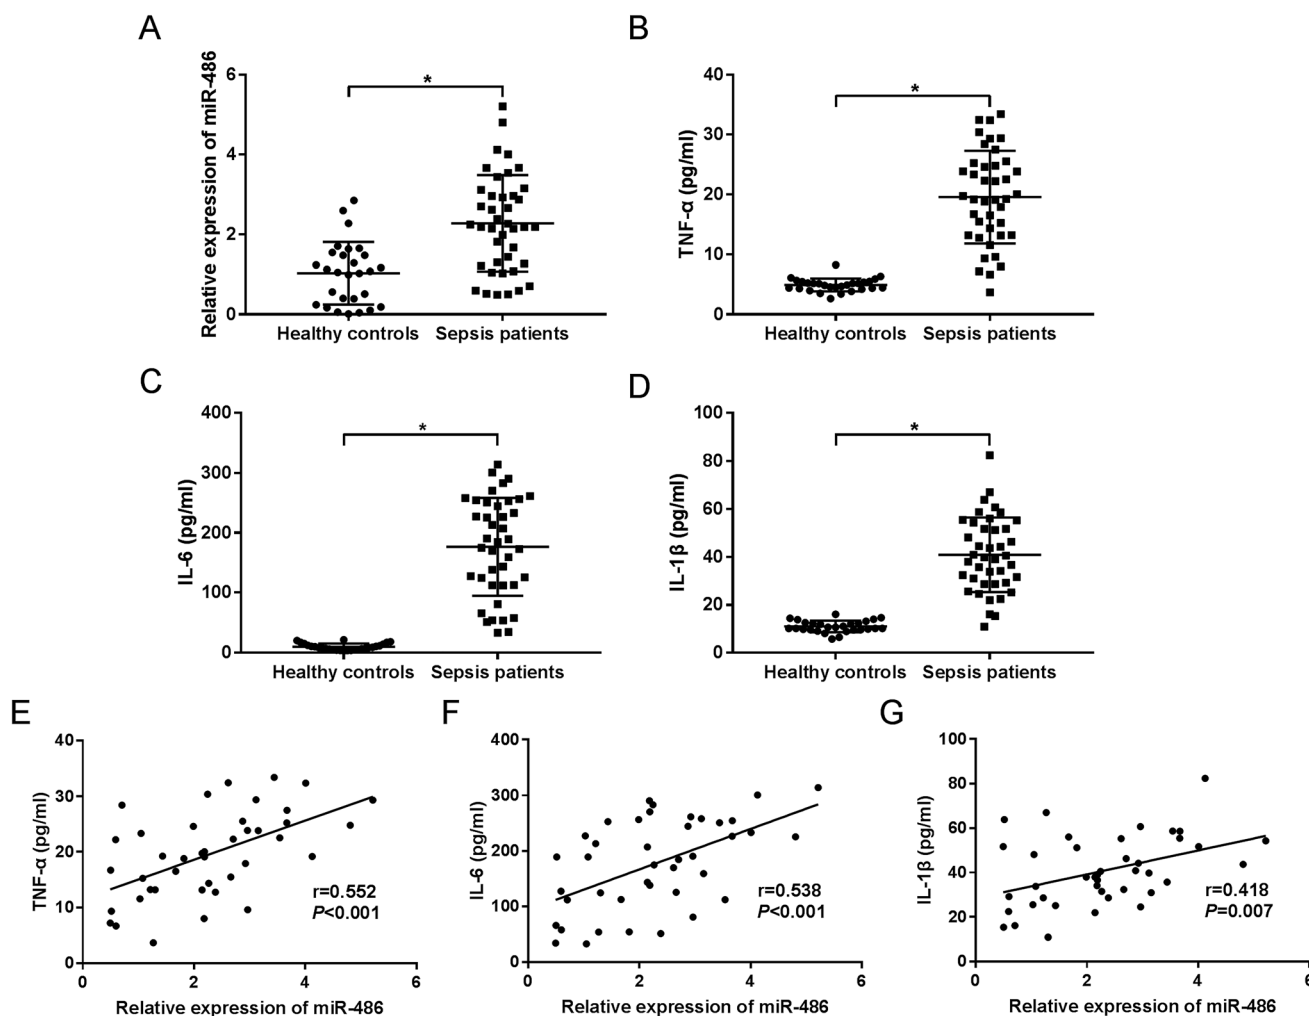 A
Relative expression of miR-486
6
4
2
0
*
Healthy controls
Sepsis patients
B
TNF-α (pg/ml)
40
30
20
10
0
*
Healthy controls
Sepsis patients
C
IL-6 (pg/ml)
400
300
200
100
0
*
Healthy controls
Sepsis patients
D
IL-1β (pg/ml)
100
80
60
40
20
0
*
Healthy controls
Sepsis patients
E
TNF-α (pg/ml)
40
30
20
10
0
r=0.552
P<0.001
0 2 4 6
Relative expression of miR-486
F
IL-6 (pg/ml)
400
300
200
100
0
r=0.538
P<0.001
0 2 4 6
Relative expression of miR-486
G
IL-1β (pg/ml)
100
80
60
40
20
0
r=0.418
P=0.007
0 2 4 6
Relative expression of miR-486